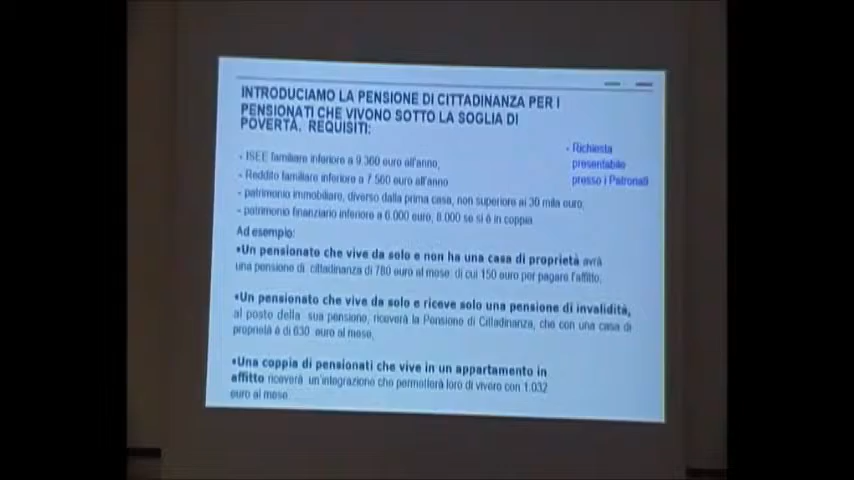 INTRODUCIAMO LA PENSIONE DI CITTADINANZA PER I
PENSIONATI CHE VIVONO SOTTO LA SOGLIA DI
POVERTÀ. REQUISITI:
- Richiesta
presentabile
presso i Patronati
- ISEE familiare inferiore a 9.360 euro all'anno,
- Reddito familiare inferiore a 7.560 euro all'anno
- patrimonio immobiliare, diverso dalla prima casa, non superiore ai 30 mila euro;
- patrimonio finanziario inferiore a 6.000 euro, 8.000 se si è in coppia
Ad esempio:
•Un pensionato che vive da solo e non ha una casa di proprietà avrà
una pensione di cittadinanza di 780 euro al mese di cui 150 euro per pagare l'affitto;
•Un pensionato che vive da solo e riceve solo una pensione di invalidità,
al posto della sua pensione, riceverà la Pensione di Cittadinanza, che con una casa di
proprietà è di 630 euro al mese;
•Una coppia di pensionati che vive in un appartamento in
affitto riceverà un'integrazione che permetterà loro di vivere con 1.032
euro al mese